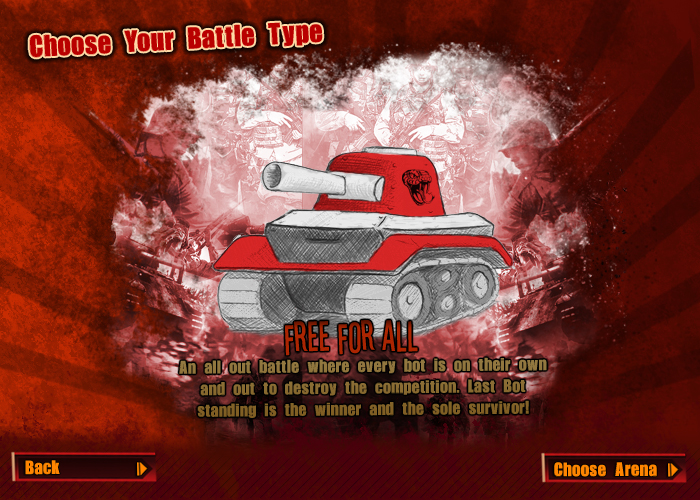 Choose Your Battle Type
FREE FOR ALL
An all out battle where every bot is on their own
and out to destroy the competition. Last Bot
standing is the winner and the sole survivor!
Back
Choose Arena